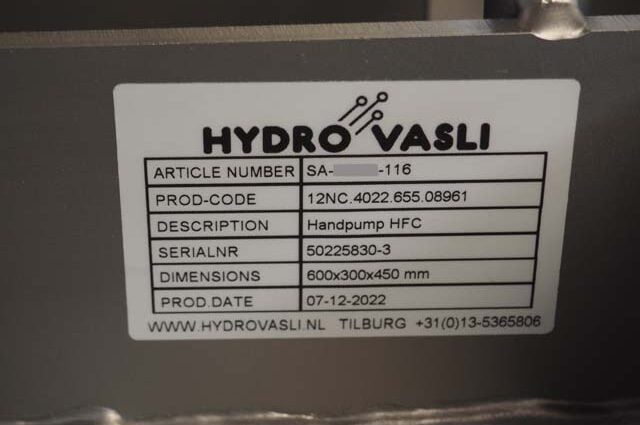 HYDRO VASLI
ARTICLE NUMBER SA- -116
PROD-CODE 12NC.4022.655.08961
DESCRIPTION Handpump HFC
SERIALNR 50225830-3
DIMENSIONS 600x300x450 mm
PROD.DATE 07-12-2022
WWW.HYDROVASLI.NL TILBURG +31(0)13-5365806